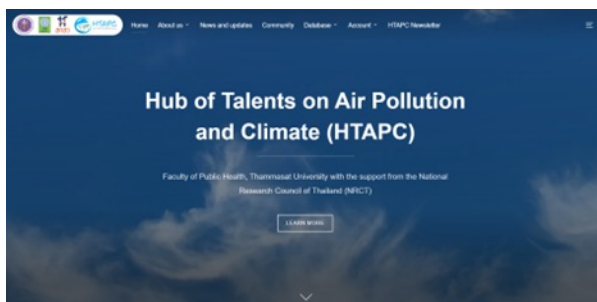 HTAPC
Home About us News and updates Community Database Account HTAPC Newsletter
Hub of Talents on Air Pollution
and Climate (HTAPC)
Faculty of Public Health, Thammasat University with the support from the National
Research Council of Thailand (NRCT)
LEARN MORE